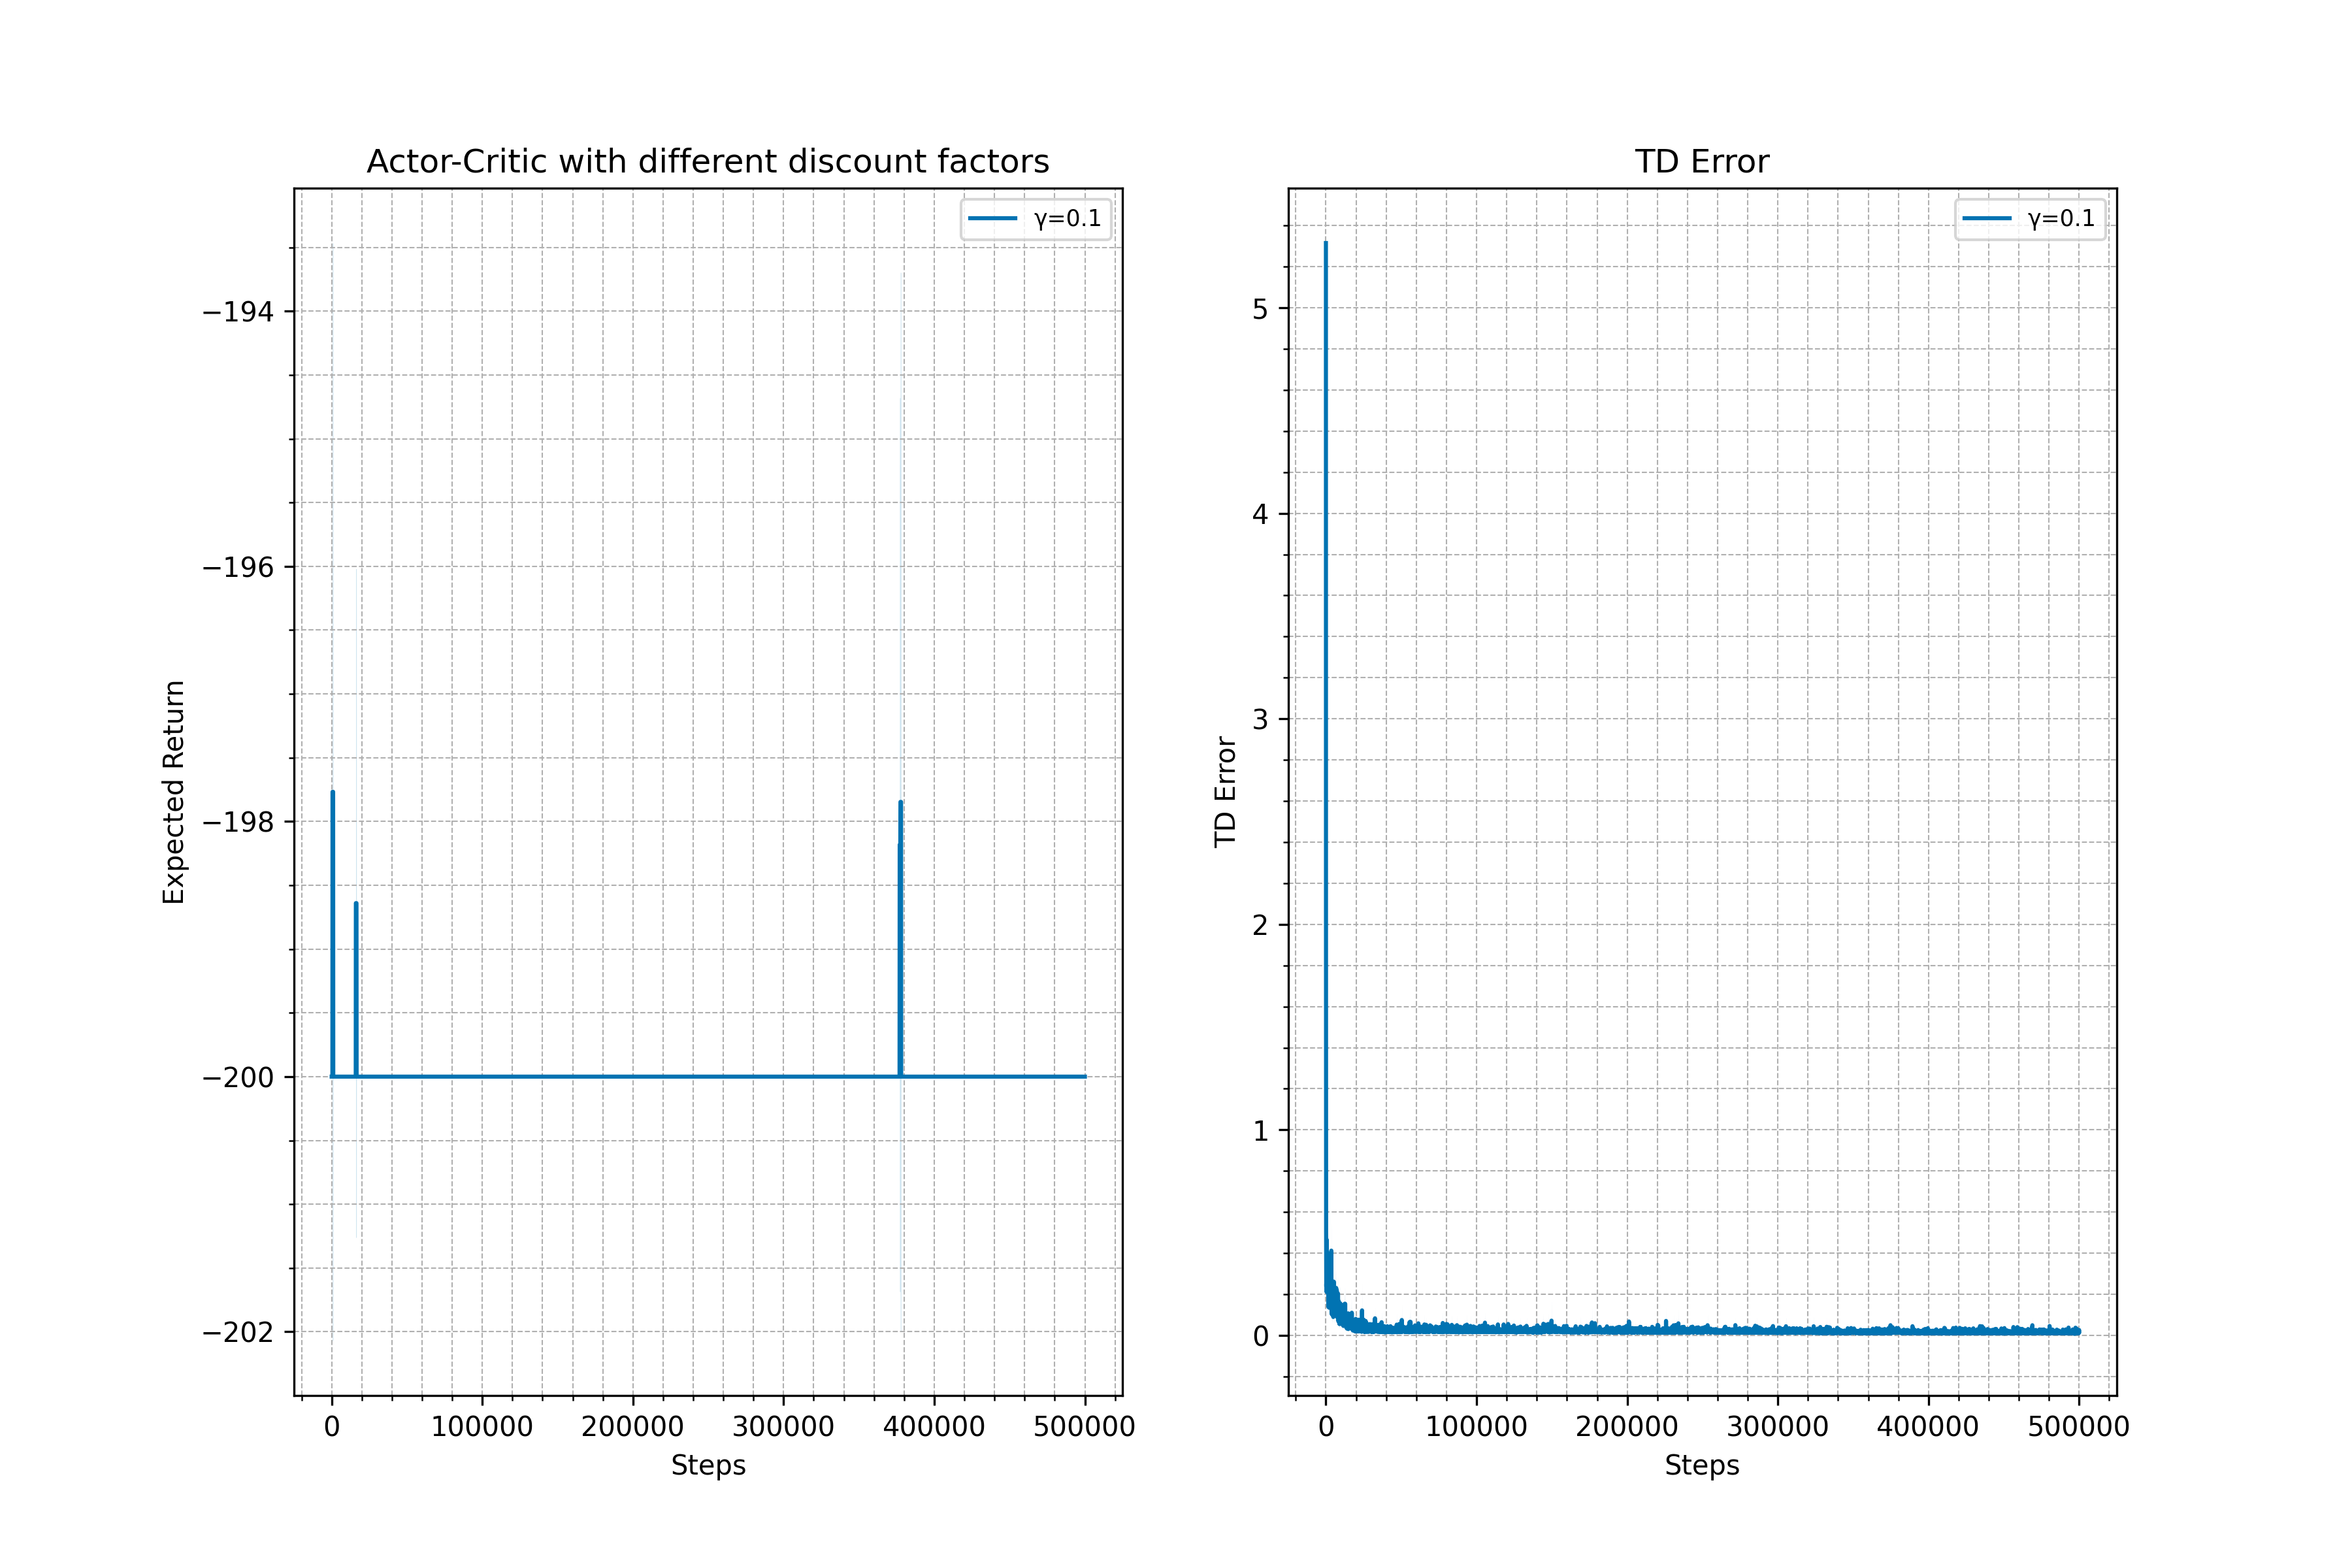 Actor-Critic with different discount factors
γ=0.1
−194
−196
−198
−200
−202
Expected Return
0 100000 200000 300000 400000 500000
Steps
TD Error
γ=0.1
5
4
3
2
1
0
TD Error
0 100000 200000 300000 400000 500000
Steps